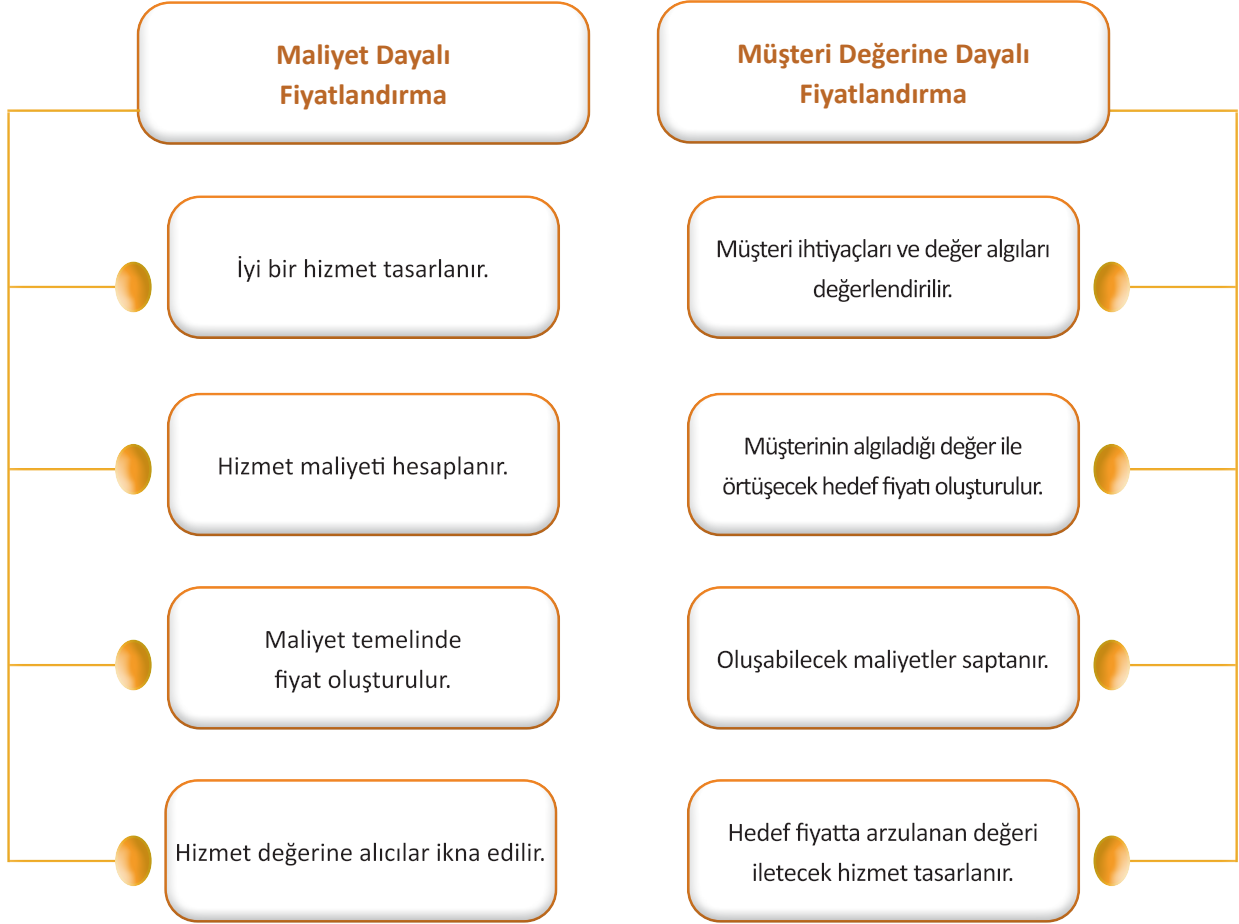 Maliyet Dayalı
Fiyatlandırma
İyi bir hizmet tasarlanır.
Hizmet maliyeti hesaplanır.
Maliyet temelinde
fiyat oluşturulur.
Hizmet değerine alıcılar ikna edilir.
Müşteri Değerine Dayalı
Fiyatlandırma
Müşteri ihtiyaçları ve değer algıları
değerlendirilir.
Müşterinin algıladığı değer ile
örtüşecek hedef fiyatı oluşturulur.
Oluşabilecek maliyetler saptanır.
Hedef fiyatta arzulanan değeri
iletecek hizmet tasarlanır.